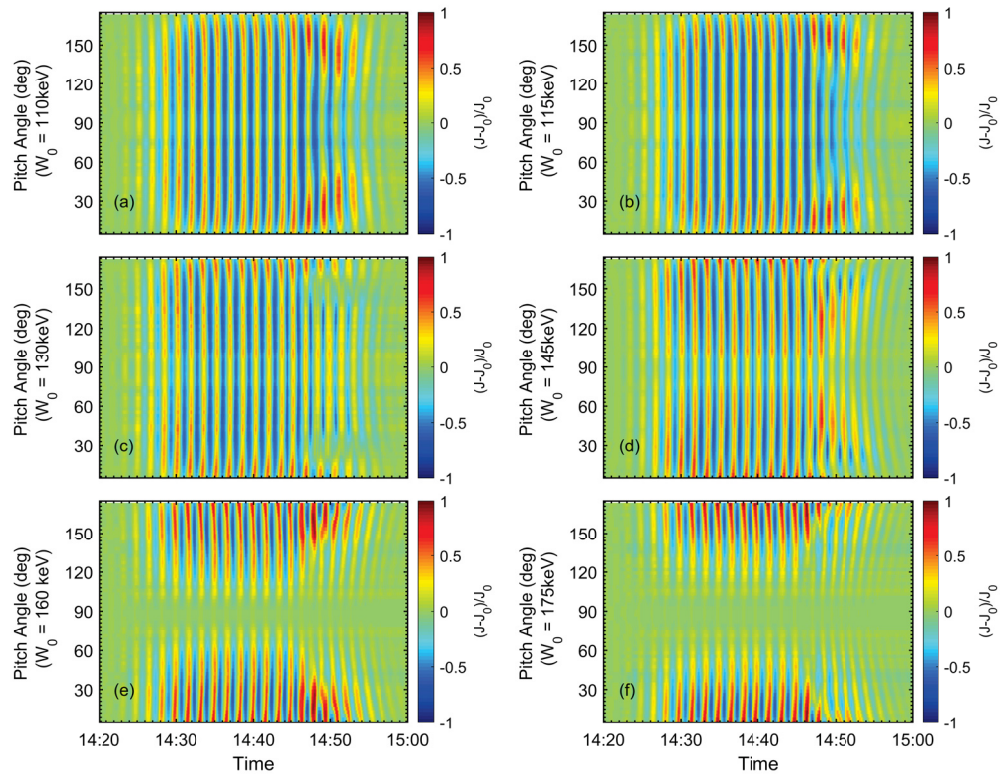 150
120
90
60
30
Pitch Angle (deg)
(W0 = 110keV)
(a)
1
0.5
0
-0.5
-1
(J-J0)/J0
150
120
90
60
30
Pitch Angle (deg)
(W0 = 115keV)
(b)
1
0.5
0
-0.5
-1
(J-J0)/J0
150
120
90
60
30
Pitch Angle (deg)
(W0 = 130keV)
(c)
1
0.5
0
-0.5
-1
(J-J0)/J0
150
120
90
60
30
Pitch Angle (deg)
(W0 = 145keV)
(d)
1
0.5
0
-0.5
-1
(J-J0)/J0
150
120
90
60
30
Pitch Angle (deg)
(W0 = 160 keV)
(e)
1
0.5
0
-0.5
-1
(J-J0)/J0
14:20 14:30 14:40 14:50 15:00
Time
150
120
90
60
30
Pitch Angle (deg)
(W0 = 175keV)
(f)
1
0.5
0
-0.5
-1
(J-J0)/J0
14:20 14:30 14:40 14:50 15:00
Time